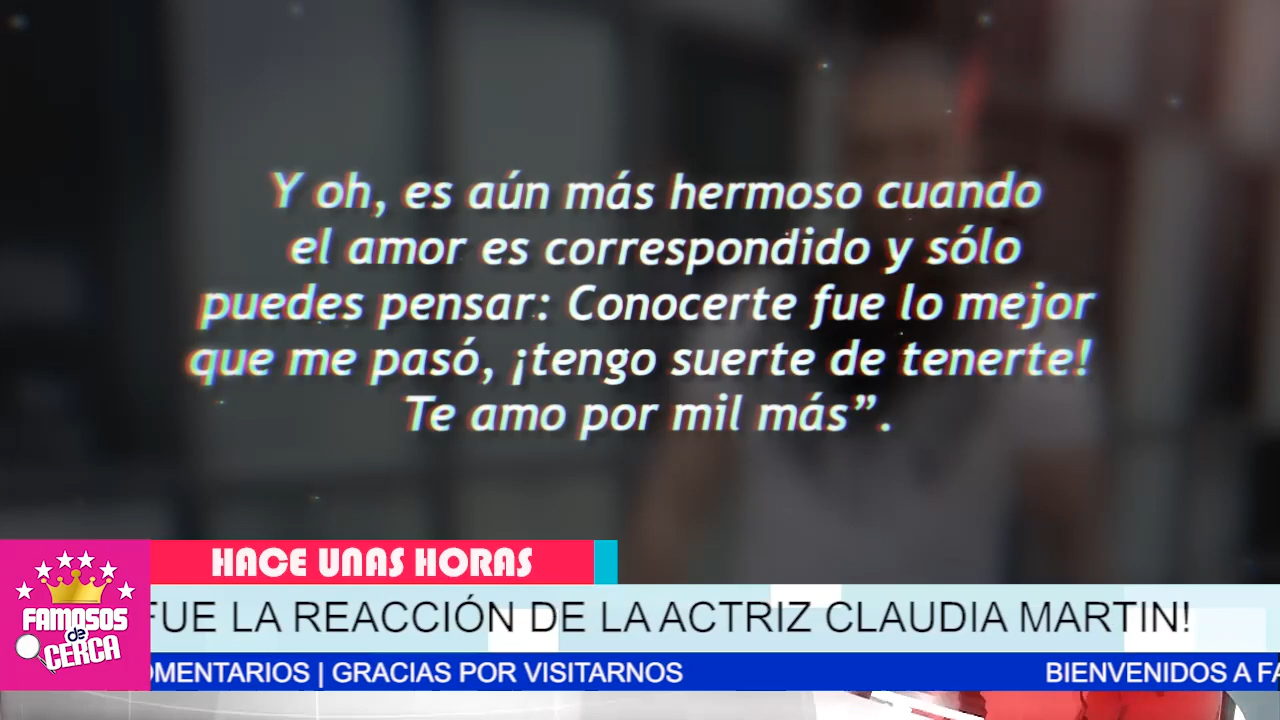 Y oh, es aún más hermoso cuando
el amor es correspondido y sólo
puedes pensar: Conocerte fue lo mejor
que me pasó, ¡tengo suerte de tenerte!
Te amo por mil más”.
HACE UNAS HORAS
FUE LA REACCIÓN DE LA ACTRIZ CLAUDIA MARTIN!
FAMOSOS
de
CERCA
OMENTARIOS | GRACIAS POR VISITARNOS
BIENVENIDOS A FA